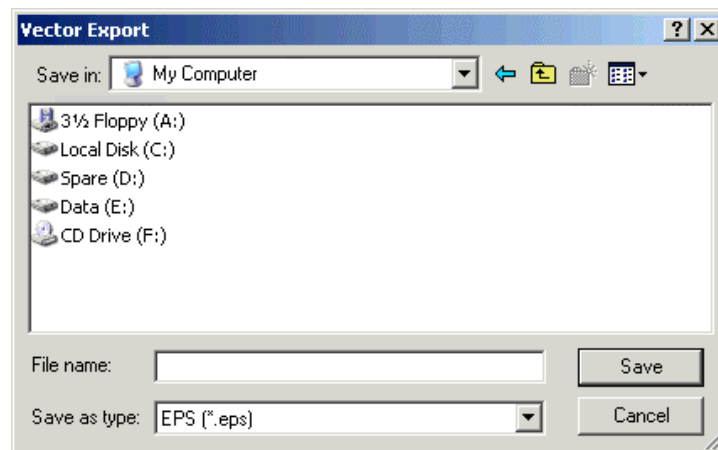 Vector Export
Save in: My Computer
3½ Floppy (A:)
Local Disk (C:)
Spare (D:)
Data (E:)
CD Drive (F:)
File name: Save
Save as type: EPS (*.eps) Cancel